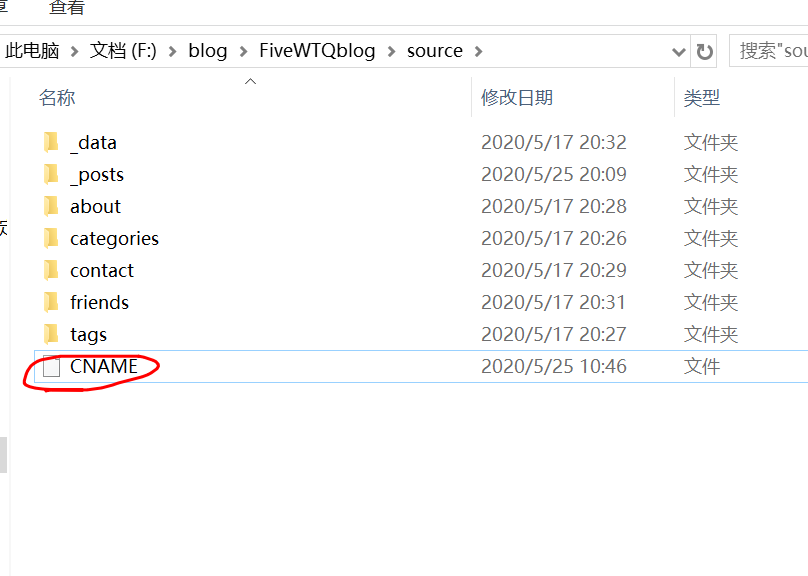 查看
此电脑 > 文档 (F:) > blog > FiveWTQblog > source >
搜索"sou
名称 修改日期 类型
_data 2020/5/17 20:32 文件夹
_posts 2020/5/25 20:09 文件夹
about 2020/5/17 20:28 文件夹
categories 2020/5/17 20:26 文件夹
contact 2020/5/17 20:29 文件夹
friends 2020/5/17 20:31 文件夹
tags 2020/5/17 20:27 文件夹
CNAME 2020/5/25 10:46 文件